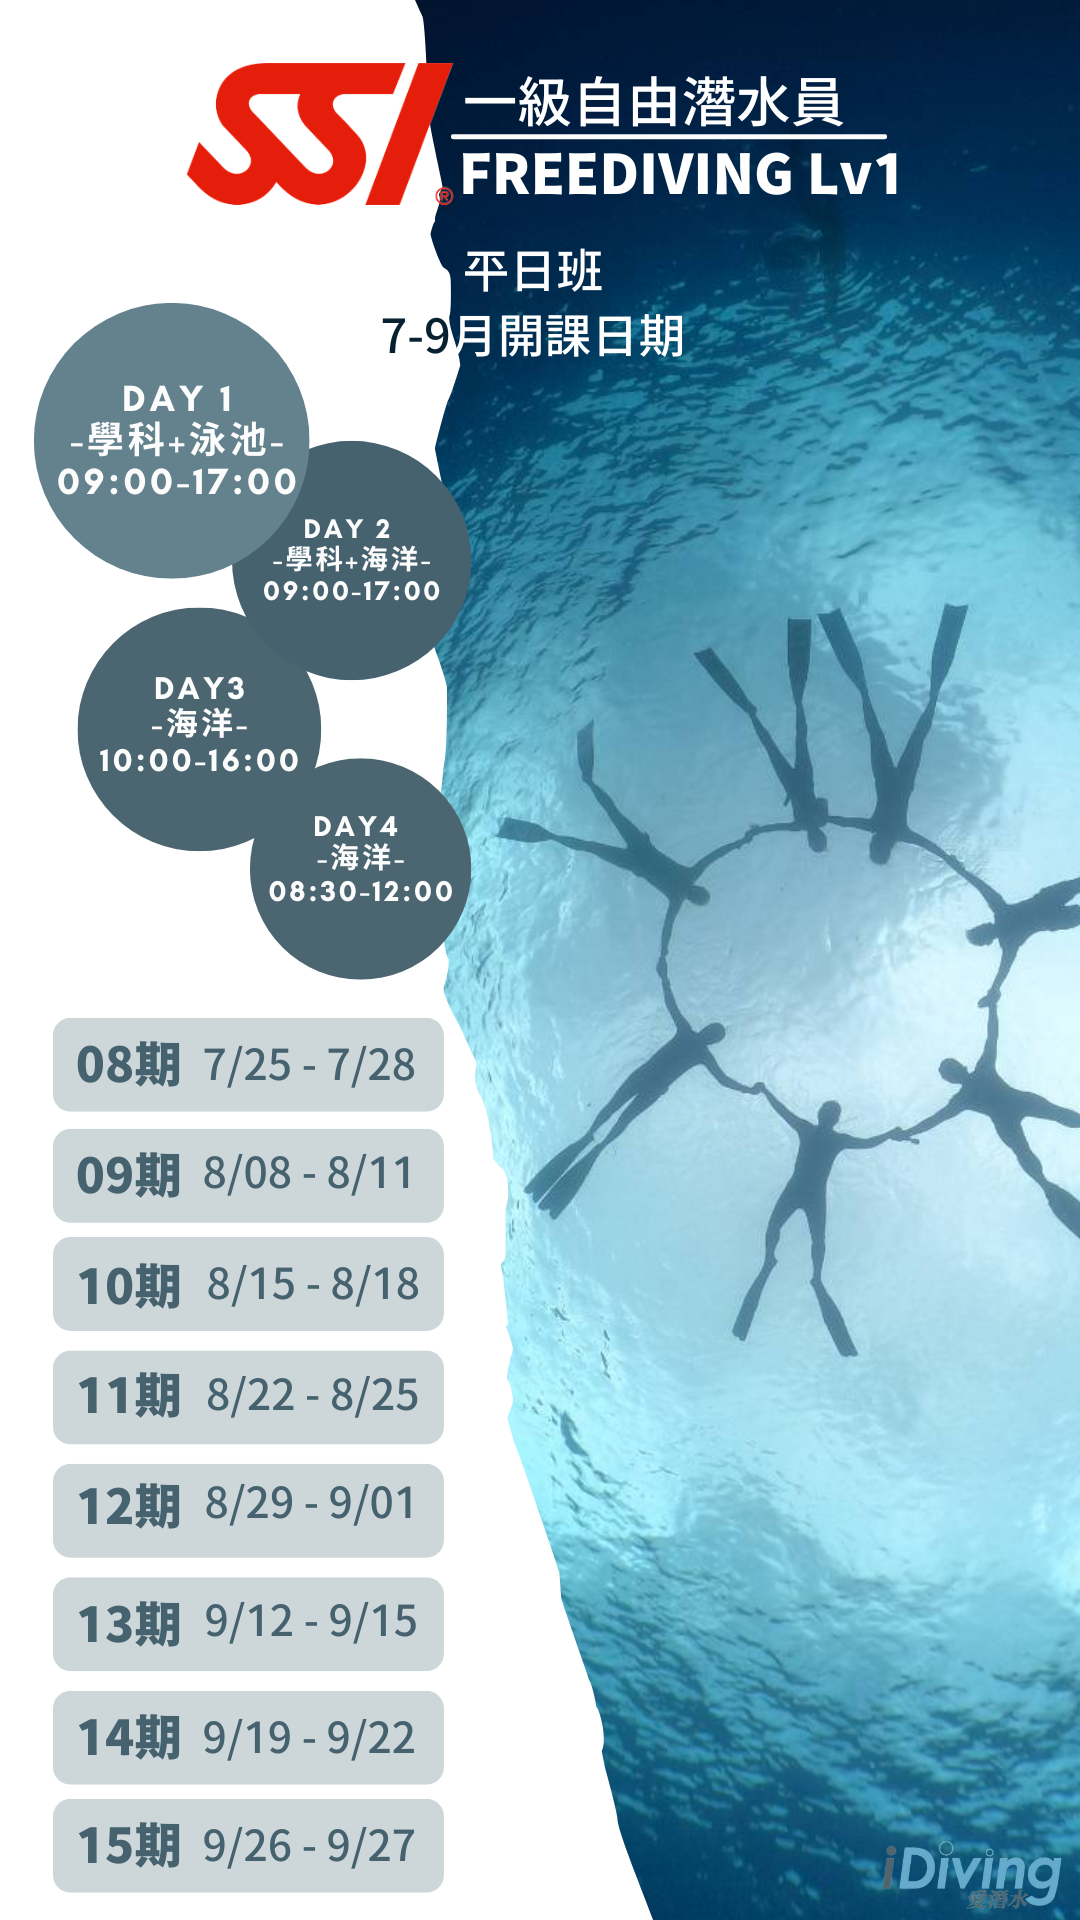 SSI®
一級自由潛水員
FREEDIVING Lv1
平日班
7-9月開課日期
DAY 1
-學科+泳池-
09:00-17:00
DAY 2
-學科+海洋-
09:00-17:00
DAY3
-海洋-
10:00-16:00
DAY4
-海洋-
08:30-12:00
08期 7/25 - 7/28
09期 8/08 - 8/11
10期 8/15 - 8/18
11期 8/22 - 8/25
12期 8/29 - 9/01
13期 9/12 - 9/15
14期 9/19 - 9/22
15期 9/26 - 9/27
iDiving
愛潛水